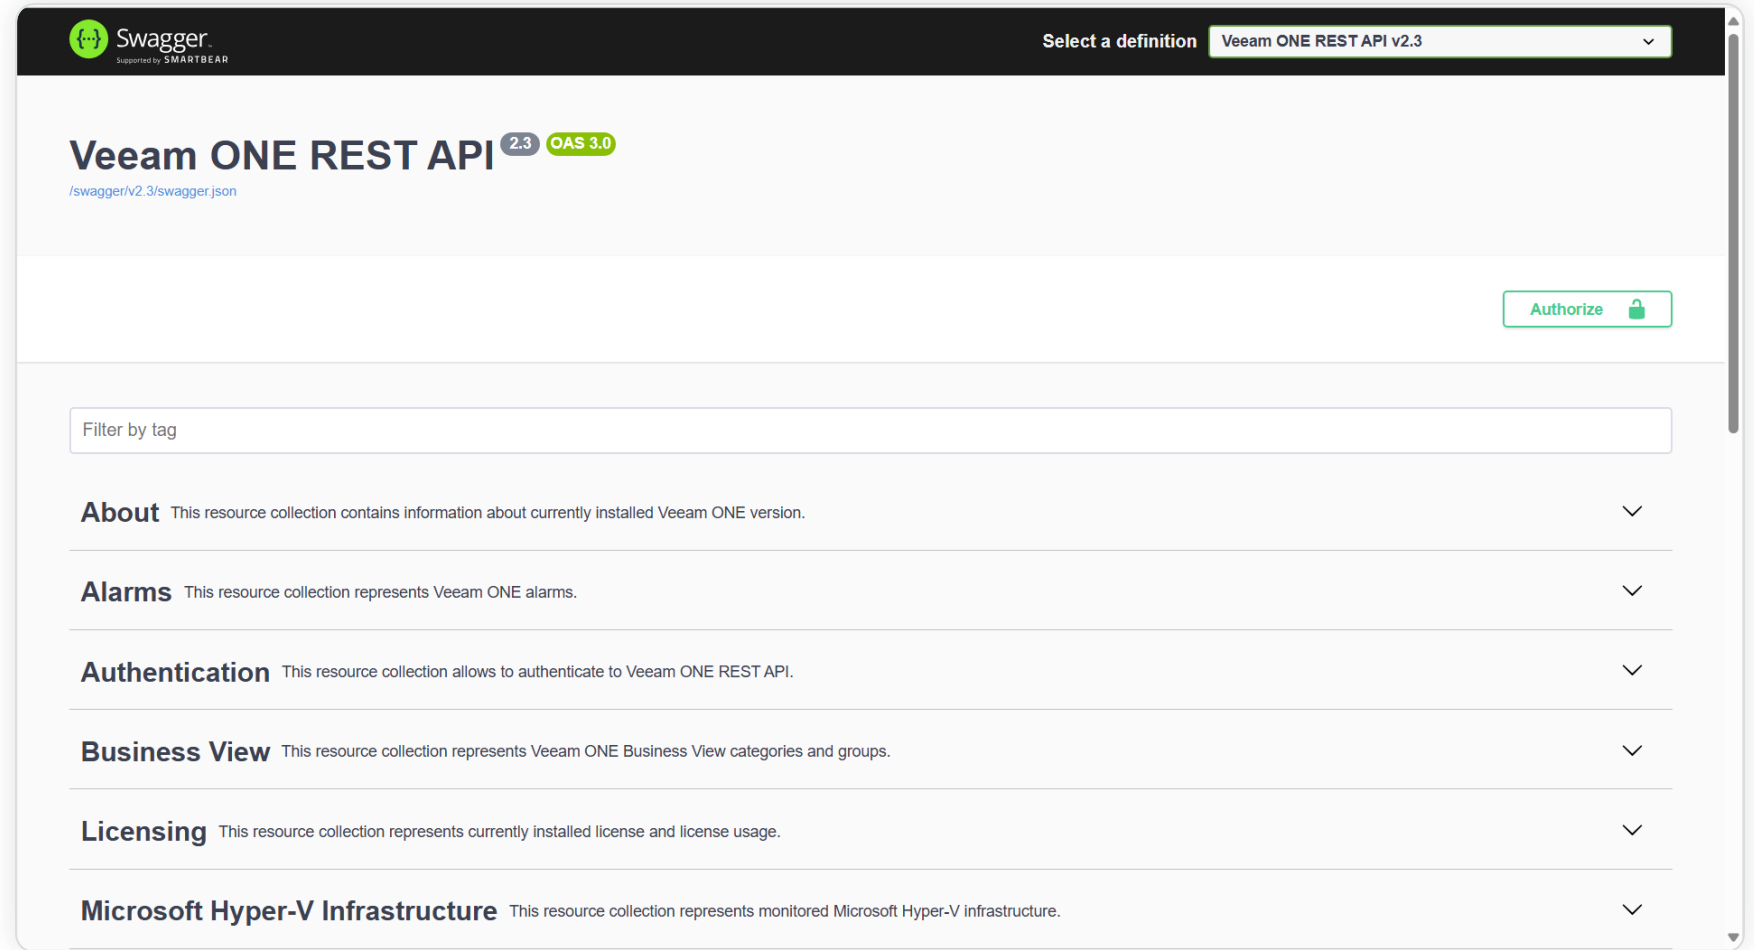 Swagger
Supported by SMARTBEAR
Select a definition
Veeam ONE REST API v2.3
Veeam ONE REST API 2.3 OAS 3.0
/swagger/v2.3/swagger.json
Authorize
Filter by tag
About This resource collection contains information about currently installed Veeam ONE version.
Alarms This resource collection represents Veeam ONE alarms.
Authentication This resource collection allows to authenticate to Veeam ONE REST API.
Business View This resource collection represents Veeam ONE Business View categories and groups.
Licensing This resource collection represents currently installed license and license usage.
Microsoft Hyper-V Infrastructure This resource collection represents monitored Microsoft Hyper-V infrastructure.